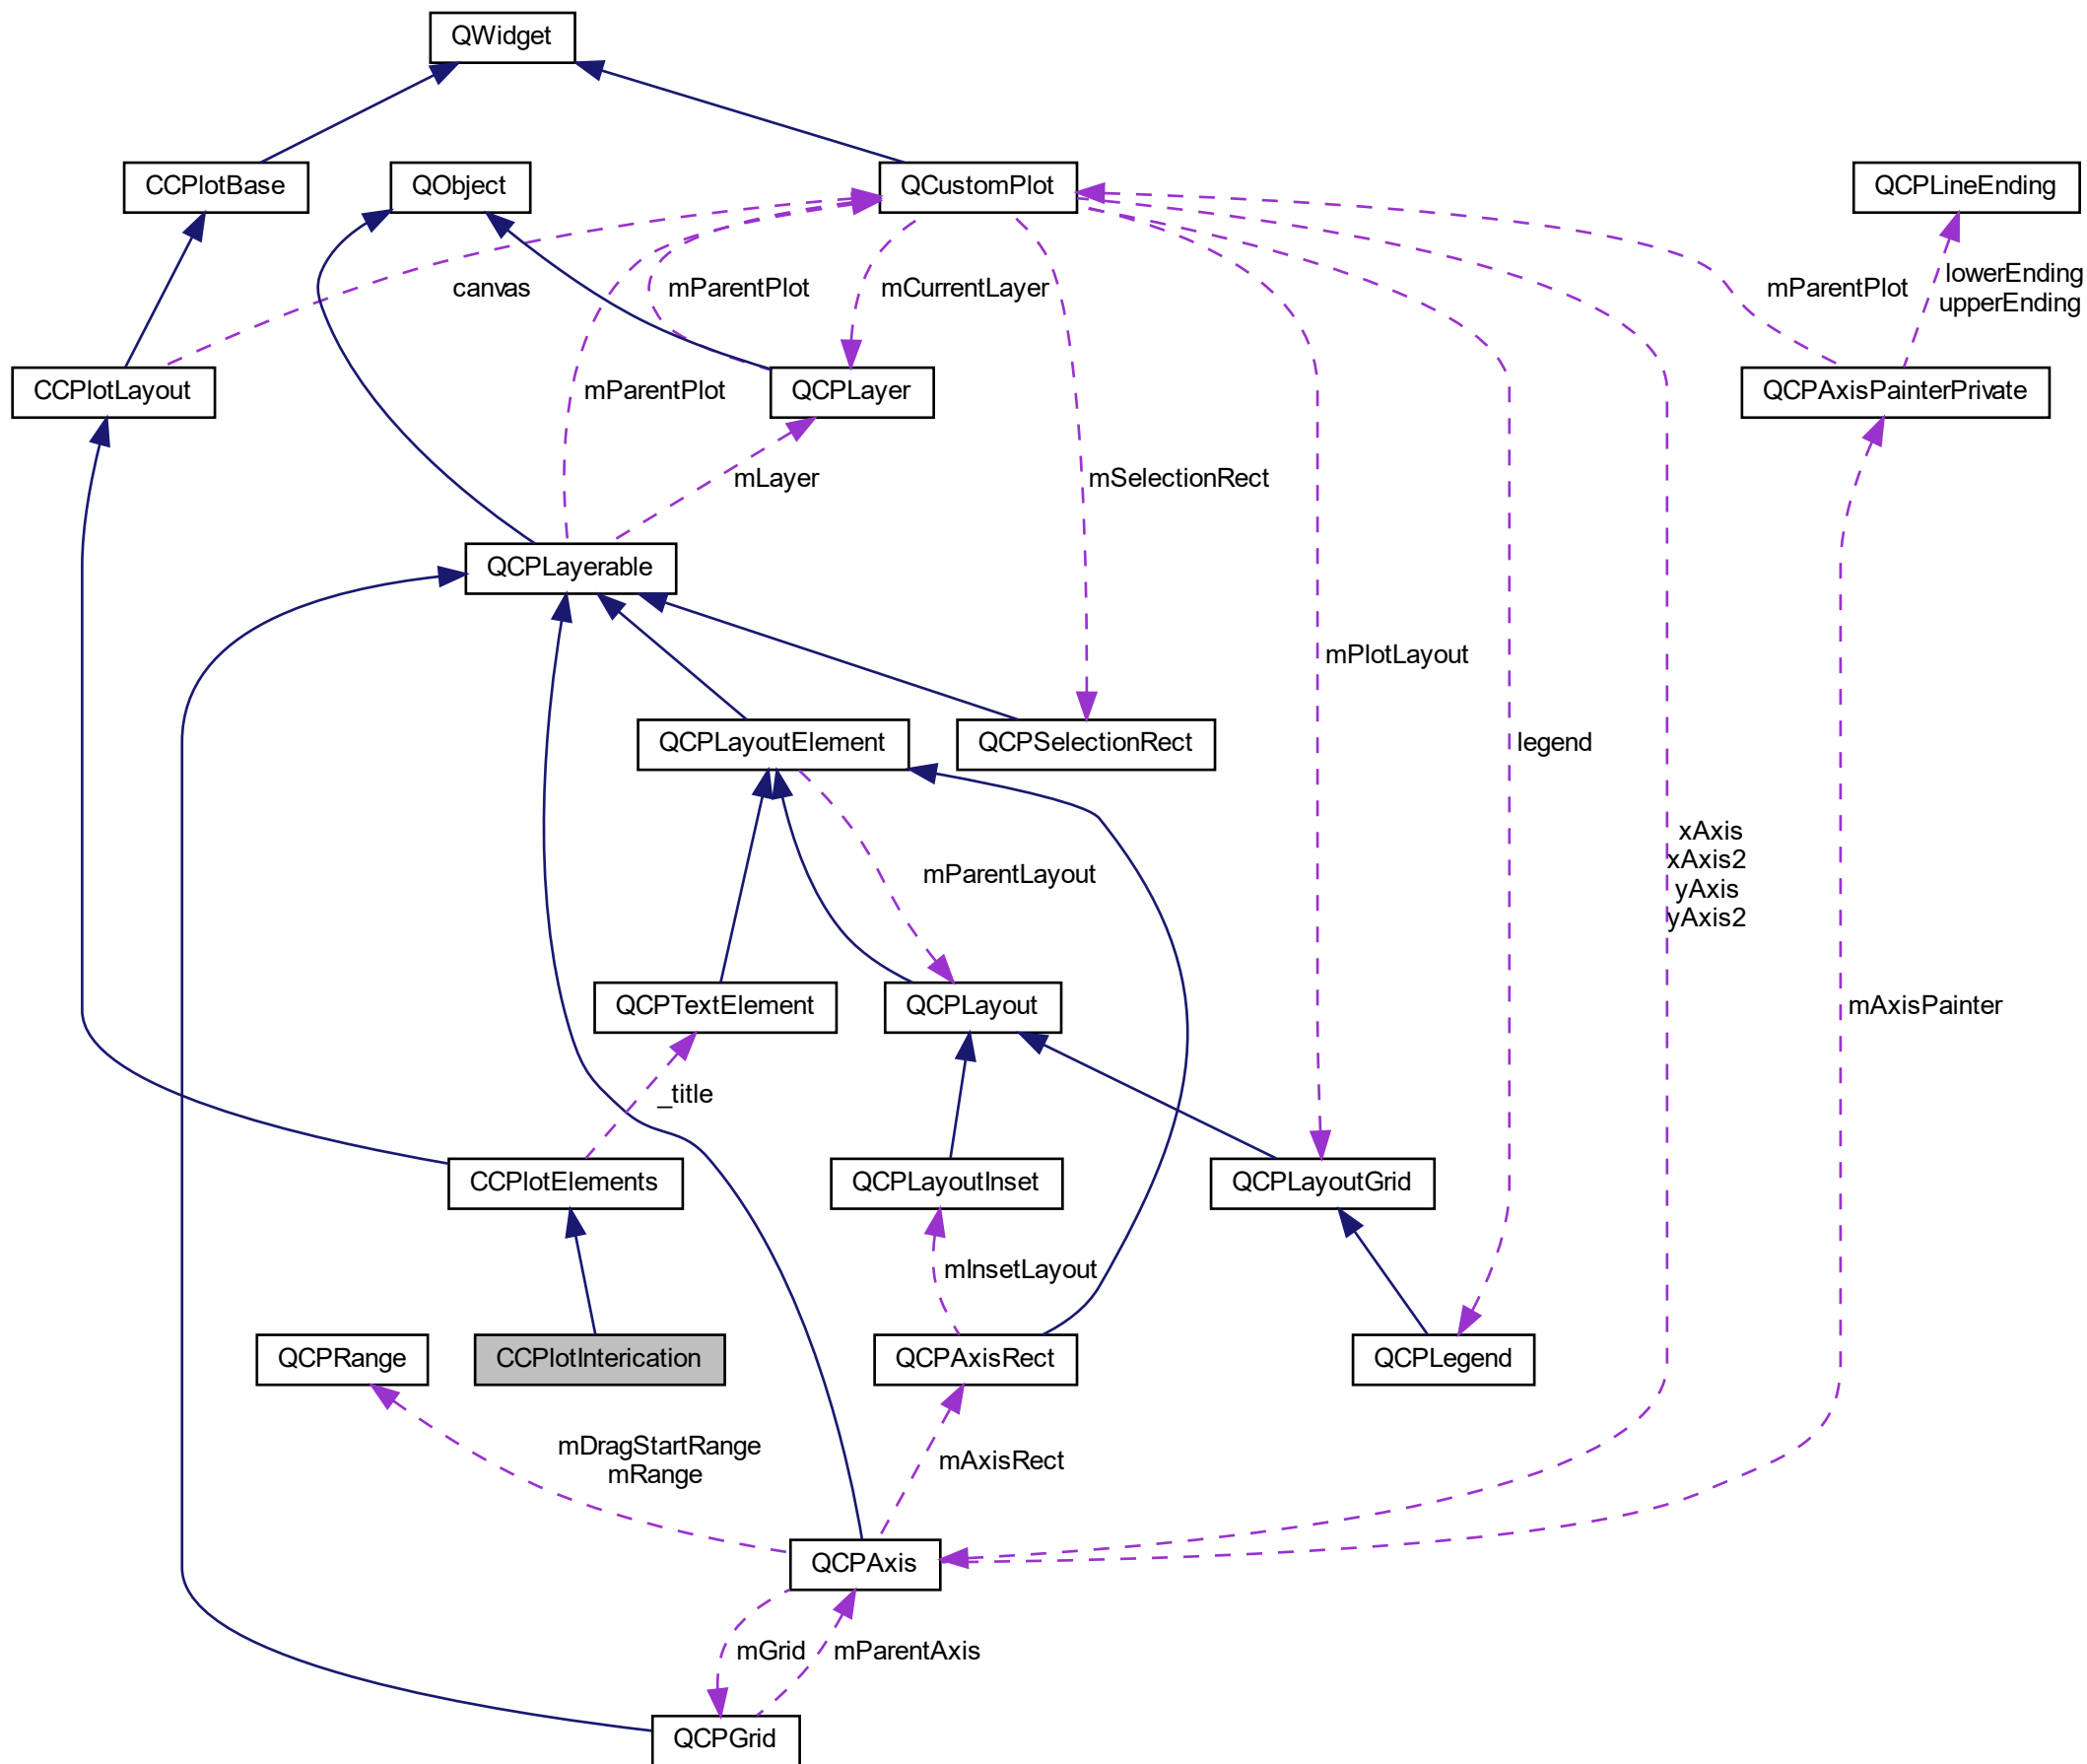 QWidget
CCPlotBase
QObject
QCustomPlot
QCPLineEnding
canvas
mParentPlot
mCurrentLayer
mParentPlot
lowerEnding
upperEnding
CCPlotLayout
mParentPlot
QCPLayer
QCPAxisPainterPrivate
mLayer
mSelectionRect
QCPLayerable
mPlotLayout
QCPLayoutElement
QCPSelectionRect
legend
xAxis
xAxis2
yAxis
yAxis2
mParentLayout
QCPTextElement
QCPLayout
mAxisPainter
_title
CCPlotElements
QCPLayoutInset
QCPLayoutGrid
mInsetLayout
QCPRange
CCPlotInterication
QCPAxisRect
QCPLegend
mDragStartRange
mRange
mAxisRect
QCPAxis
mGrid
mParentAxis
QCPGrid